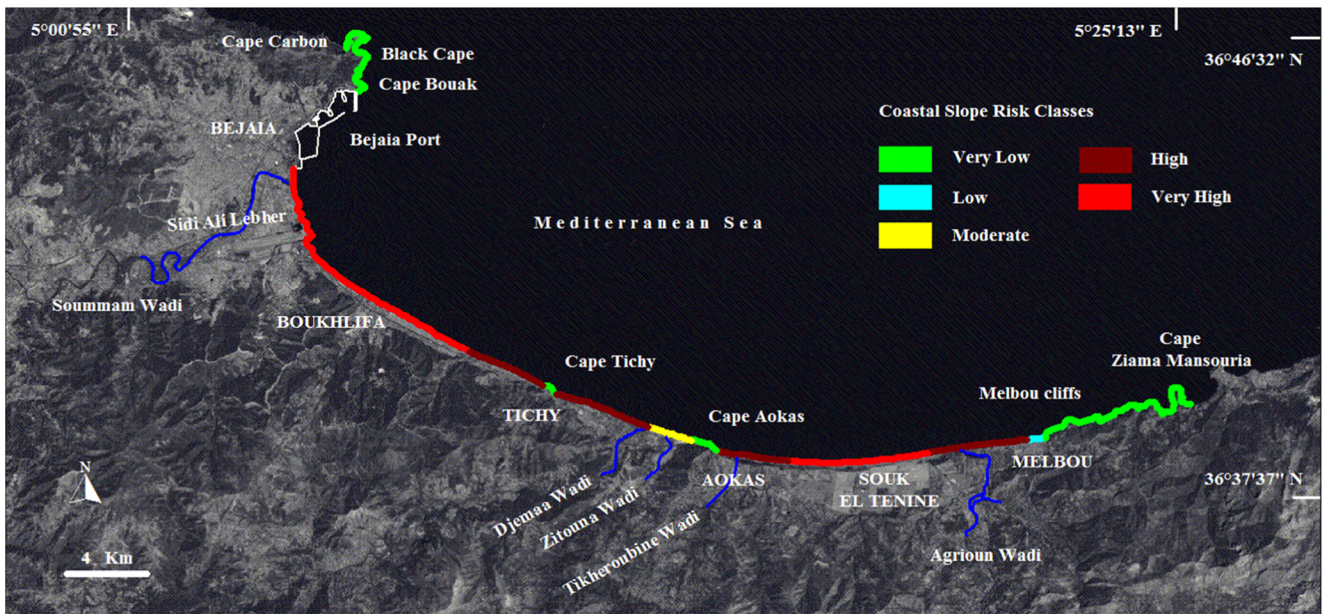 5°00'55" E
5°25'13" E
Cape Carbon
Black Cape
36°46'32" N
Cape Bouak
Coastal Slope Risk Classes
BEJAIA
Bejaia Port
Very Low
High
Low
Very High
Sidi Ali Lebher
Mediterranean Sea
Moderate
Soummam Wadi
BOUKHLIFA
Cape
Ziama Mansouria
Cape Tichy
Melbou cliffs
TICHY
Cape Aokas
MELBOU
N
AOKAS
SOUK
EL TENINE
36°37'37" N
Djemaa Wadi
Zitouna Wadi
Tikheroubine Wadi
Agrioun Wadi
4 Km